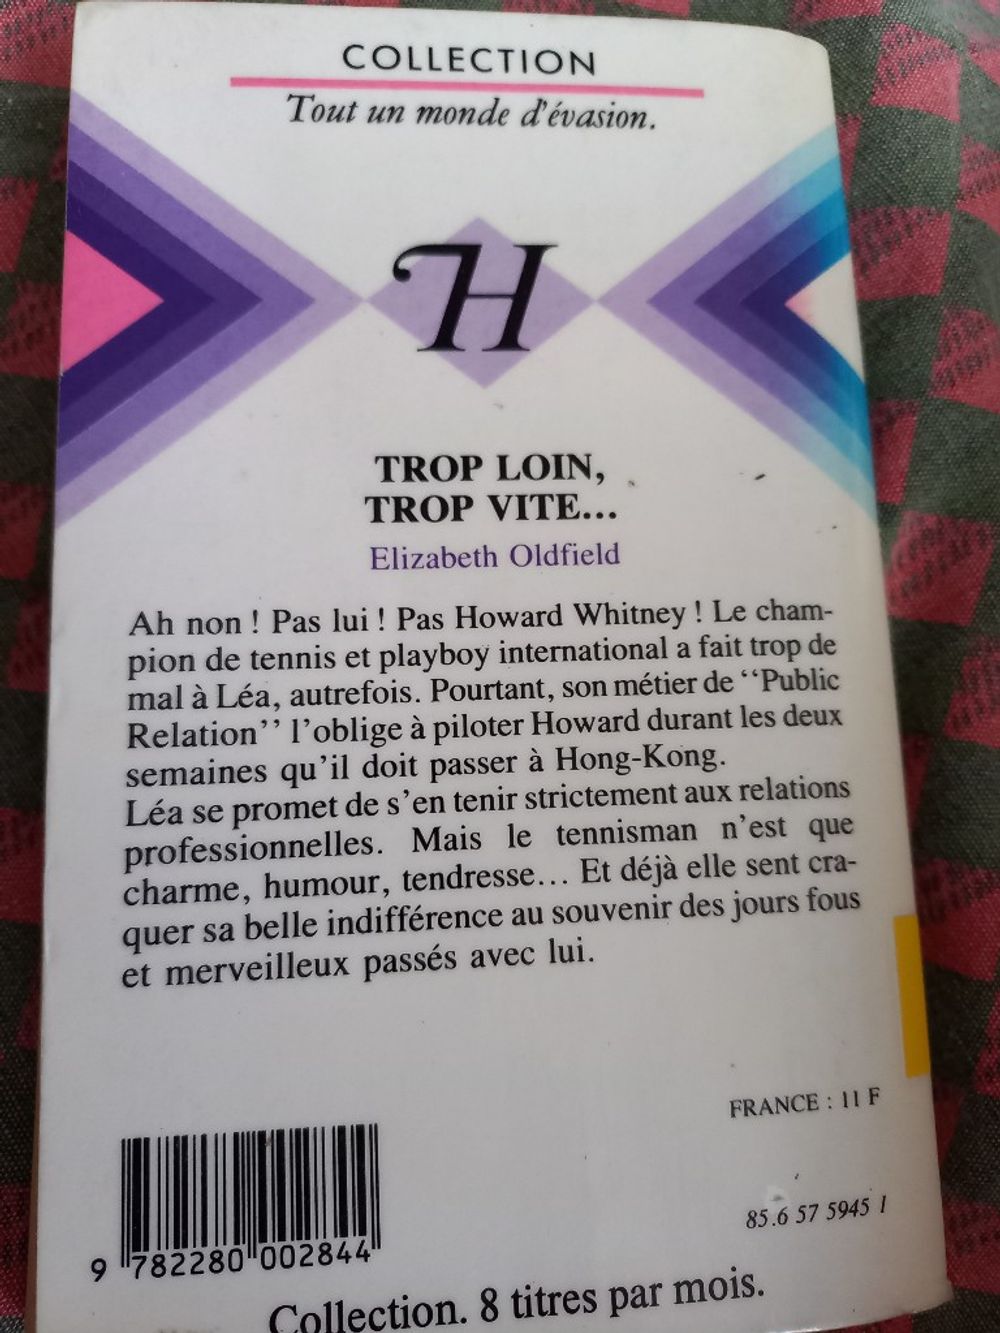 COLLECTION
Tout un monde d'évasion.
H
TROP LOIN,
TROP VITE...
Elizabeth Oldfield
Ah non ! Pas lui ! Pas Howard Whitney ! Le cham-
pion de tennis et playboy international a fait trop de
mal à Léa, autrefois. Pourtant, son métier de ‘‘Public
Relation’’ l’oblige à piloter Howard durant les deux
semaines qu’il doit passer à Hong-Kong.
Léa se promet de s’en tenir strictement aux relations
professionnelles. Mais le tennisman n’est que
charme, humour, tendresse... Et déjà elle sent cra-
quer sa belle indifférence au souvenir des jours fous
et merveilleux passés avec lui.
FRANCE : 11 F
85.6 57 5945 1
9 782280 002844
Collection. 8 titres par mois.